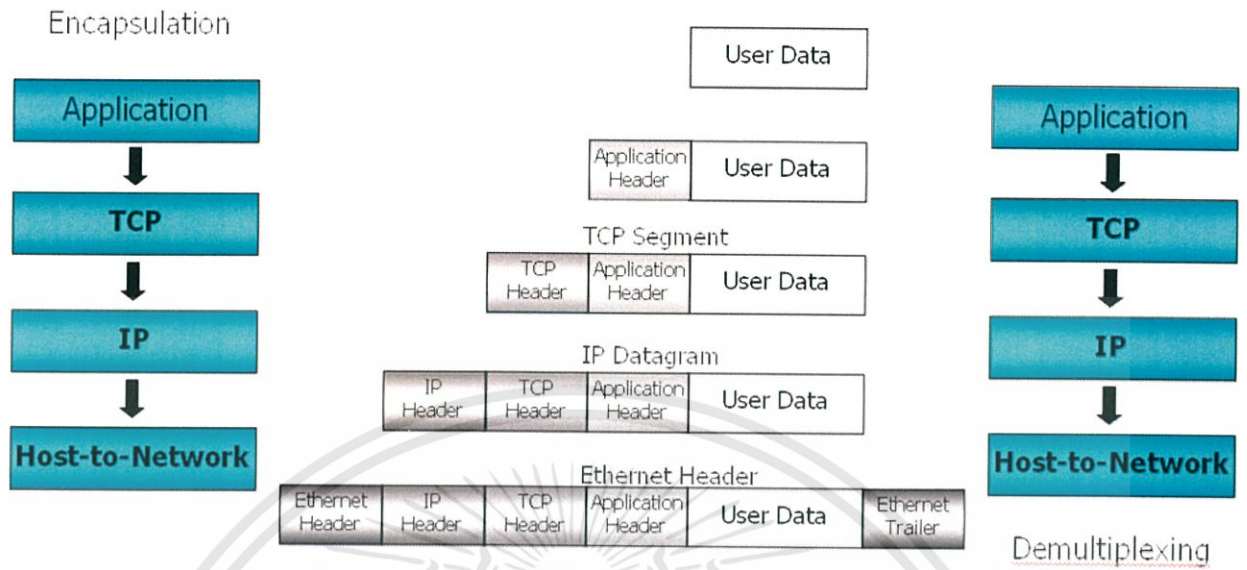 Encapsulation
Application
TCP
IP
Host-to-Network
User Data
Application
Header
User Data
TCP Segment
TCP
Header
Application
Header
User Data
IP Datagram
IP
Header
TCP
Header
Application
Header
User Data
Ethernet Header
Ethernet
Header
IP
Header
TCP
Header
Application
Header
User Data
Ethernet
Trailer
Application
TCP
IP
Host-to-Network
Demultiplexing